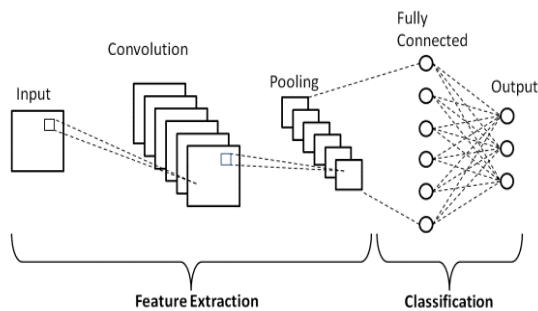 Input
Convolution
Pooling
Fully
Connected
Output
Feature Extraction
Classification